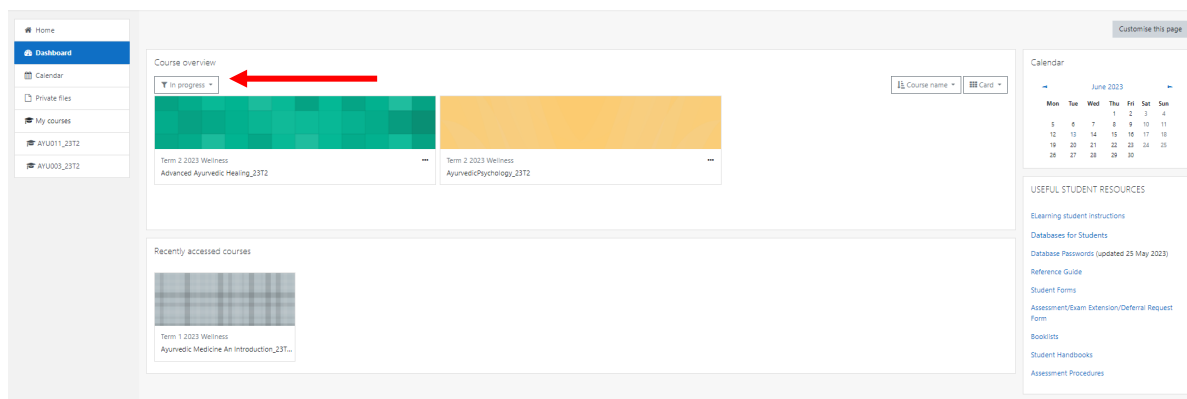 Customise this page
Home
Dashboard
Calendar
Private files
My courses
AYU011_23T2
AYU003_23T2
Course overview
In progress
Course name
Card
Term 2 2023 Wellness
Advanced Ayurvedic Healing_23T2
Term 2 2023 Wellness
AyurvedicPsychology_23T2
Recently accessed courses
Term 1 2023 Wellness
Ayurvedic Medicine An Introduction_23T...
Calendar
June 2023
Mon Tue Wed Thu Fri Sat Sun
1 2 3 4
5 6 7 8 9 10 11
12 13 14 15 16 17 18
19 20 21 22 23 24 25
26 27 28 29 30
USEFUL STUDENT RESOURCES
ELearning student instructions
Databases for Students
Database Passwords (updated 25 May 2023)
Reference Guide
Student Forms
Assessment/Exam Extension/Deferral Request
Form
Booklists
Student Handbooks
Assessment Procedures